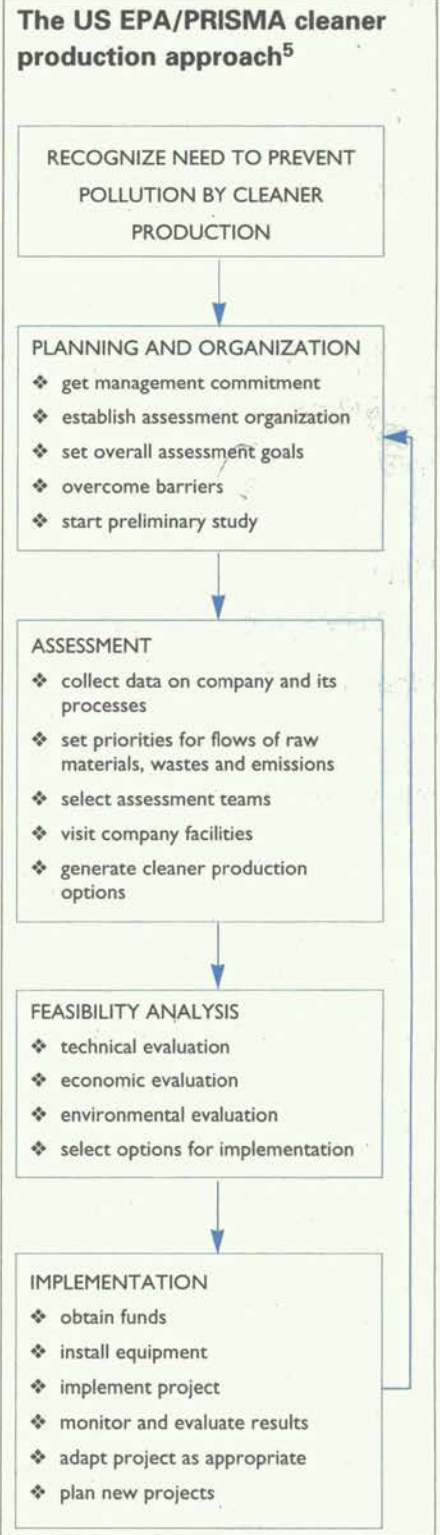 The US EPA/PRISMA cleaner
production approach5
RECOGNIZE NEED TO PREVENT
POLLUTION BY CLEANER
PRODUCTION
PLANNING AND ORGANIZATION
❖ get management commitment
❖ establish assessment organization
❖ set overall assessment goals
❖ overcome barriers
❖ start preliminary study
ASSESSMENT
❖ collect data on company and its
processes
❖ set priorities for flows of raw
materials, wastes and emissions
❖ select assessment teams
❖ visit company facilities
❖ generate cleaner production
options
FEASIBILITY ANALYSIS
❖ technical evaluation
❖ economic evaluation
❖ environmental evaluation
❖ select options for implementation
IMPLEMENTATION
❖ obtain funds
❖ install equipment
❖ implement project
❖ monitor and evaluate results
❖ adapt project as appropriate
❖ plan new projects